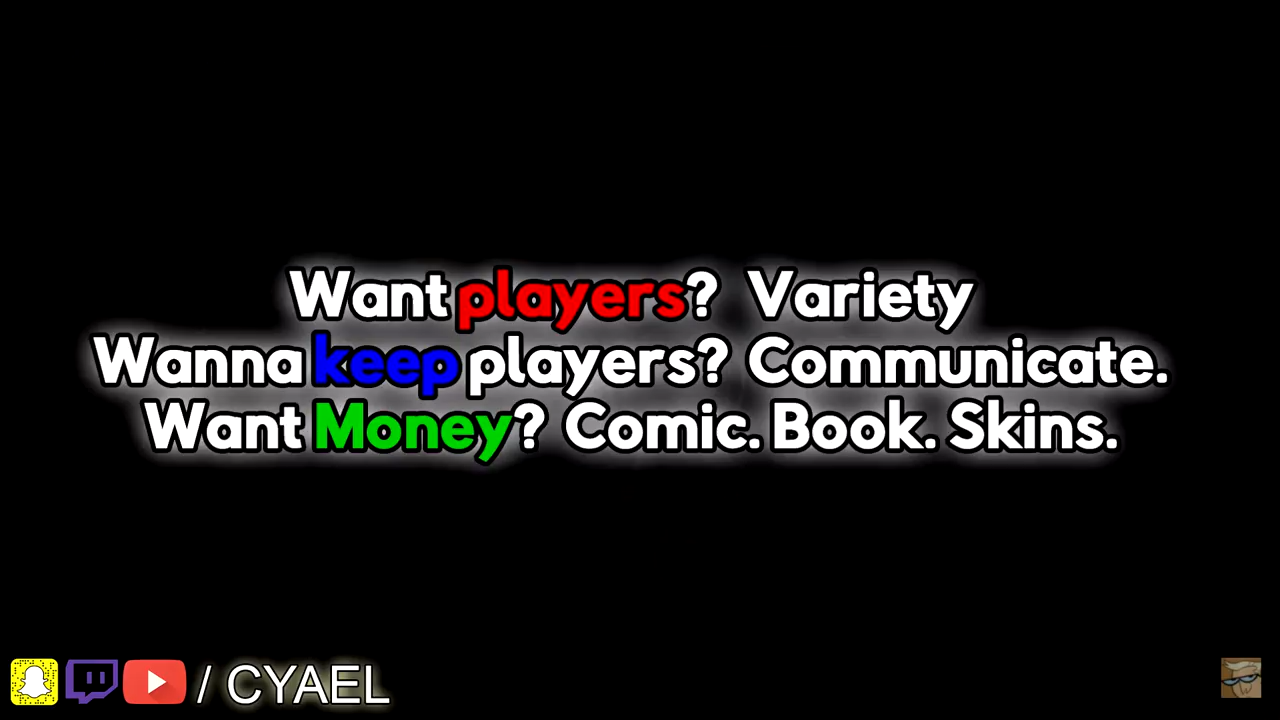 Want players? Variety
Wanna keep players? Communicate.
Want Money? Comic. Book. Skins.
/ CYAEL